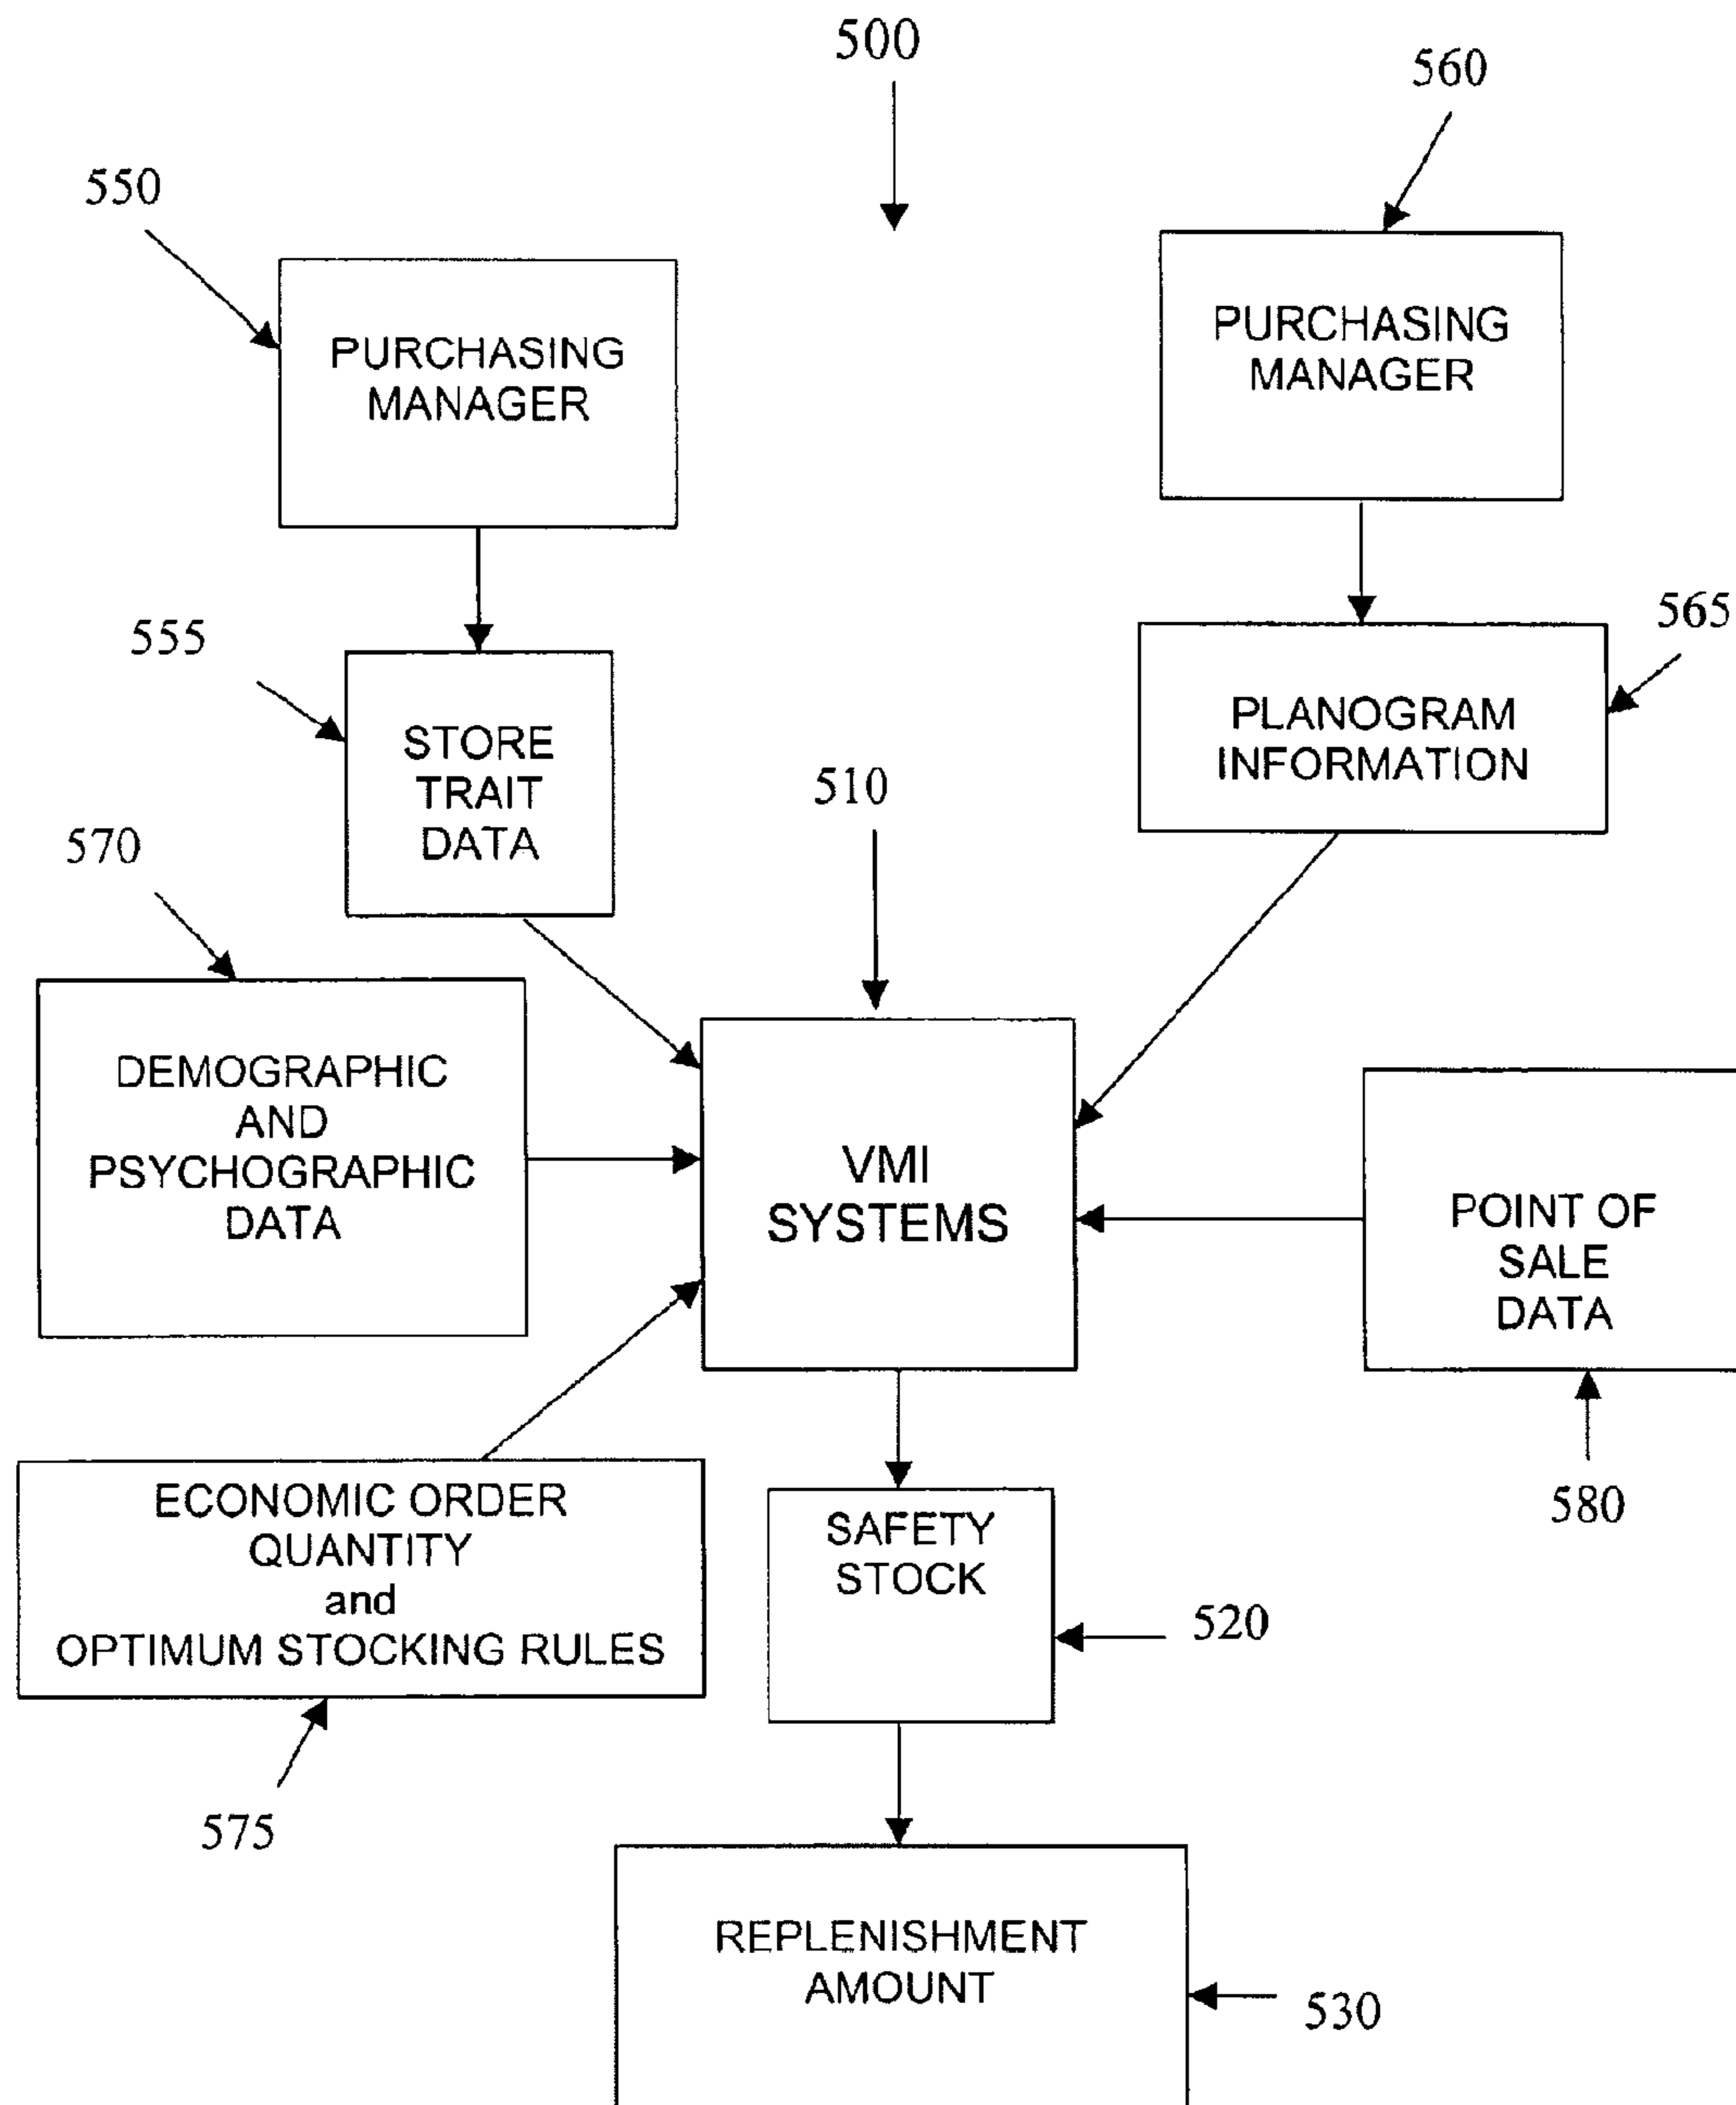 500
560
550
PURCHASING
MANAGER
PURCHASING
MANAGER
555
565
STORE
TRAIT
DATA
PLANOGRAM
INFORMATION
510
570
DEMOGRAPHIC
AND
PSYCHOGRAPHIC
DATA
VMI
SYSTEMS
POINT OF
SALE
DATA
580
ECONOMIC ORDER
QUANTITY
and
OPTIMUM STOCKING RULES
575
SAFETY
STOCK
520
REPLENISHMENT
AMOUNT
530